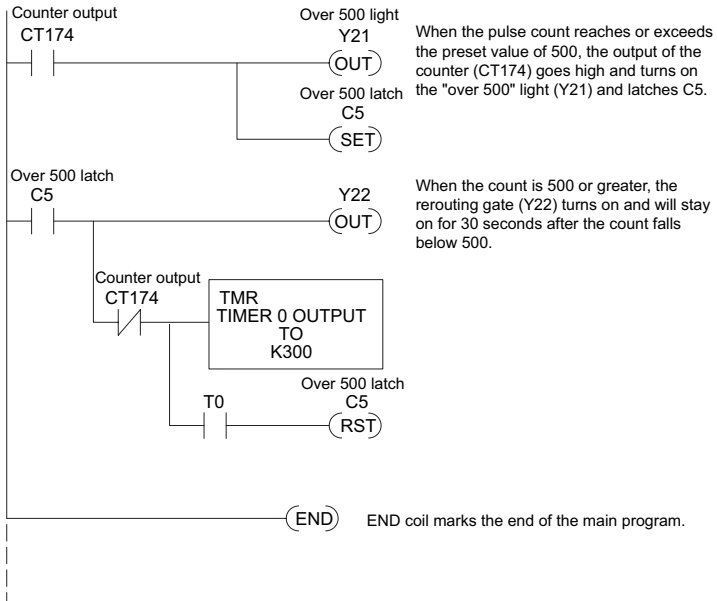 Counter output
CT174
Over 500 light
Y21
OUT
When the pulse count reaches or exceeds
the preset value of 500, the output of the
counter (CT174) goes high and turns on
the "over 500" light (Y21) and latches C5.
Over 500 latch
C5
SET
Over 500 latch
C5
Y22
OUT
When the count is 500 or greater, the
rerouting gate (Y22) turns on and will stay
on for 30 seconds after the count falls
below 500.
Counter output
CT174
TMR
TIMER 0 OUTPUT
TO
K300
Over 500 latch
T0
C5
RST
END
END coil marks the end of the main program.